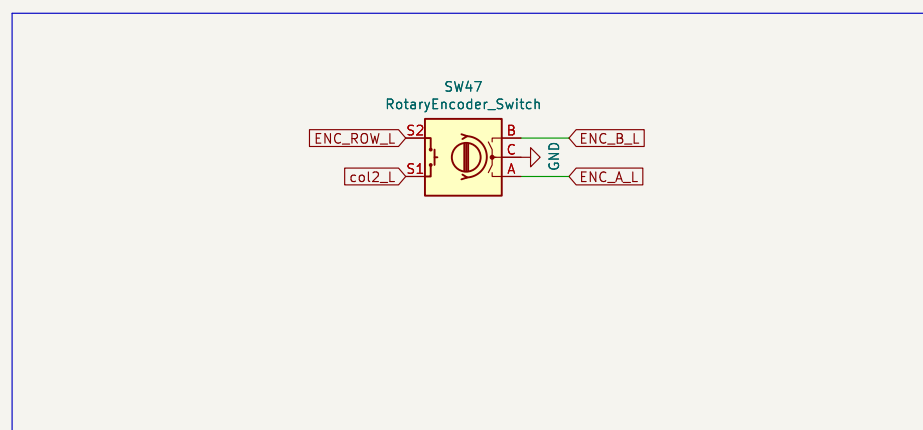 SW47
RotaryEncoder_Switch
ENC_ROW_L
S2
B
ENC_B_L
C
GND
col2_L
S1
A
ENC_A_L